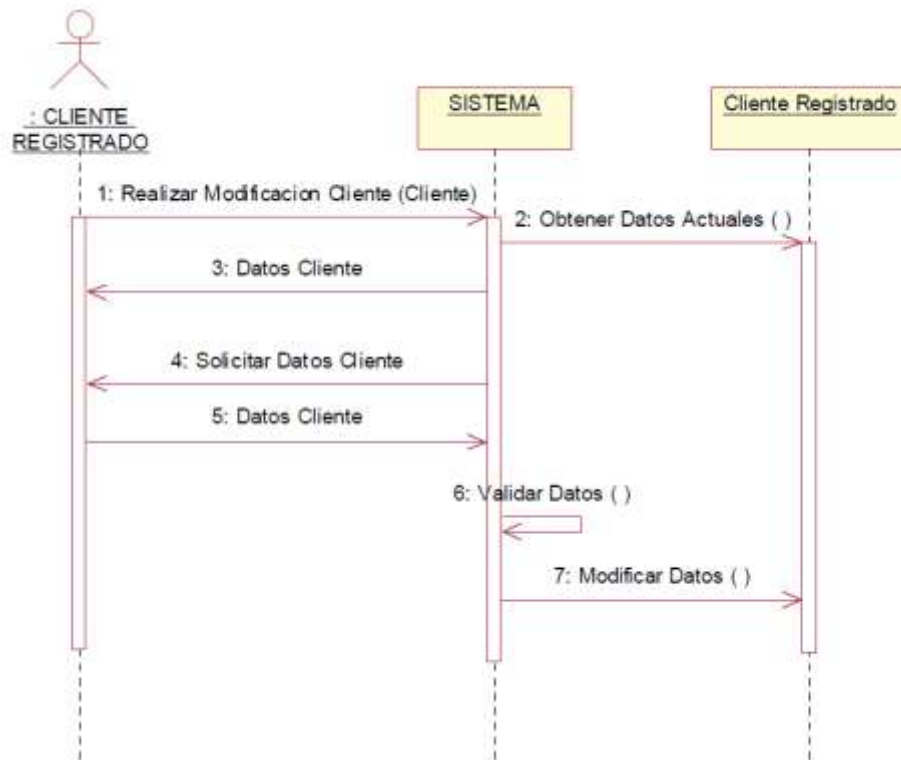 : CLIENTE
REGISTRADO
SISTEMA
Cliente Registrado
1: Realizar Modificacion Cliente (Cliente)
2: Obtener Datos Actuales ( )
3: Datos Cliente
4: Solicitar Datos Cliente
5: Datos Cliente
6: Validar Datos ( )
7: Modificar Datos ( )